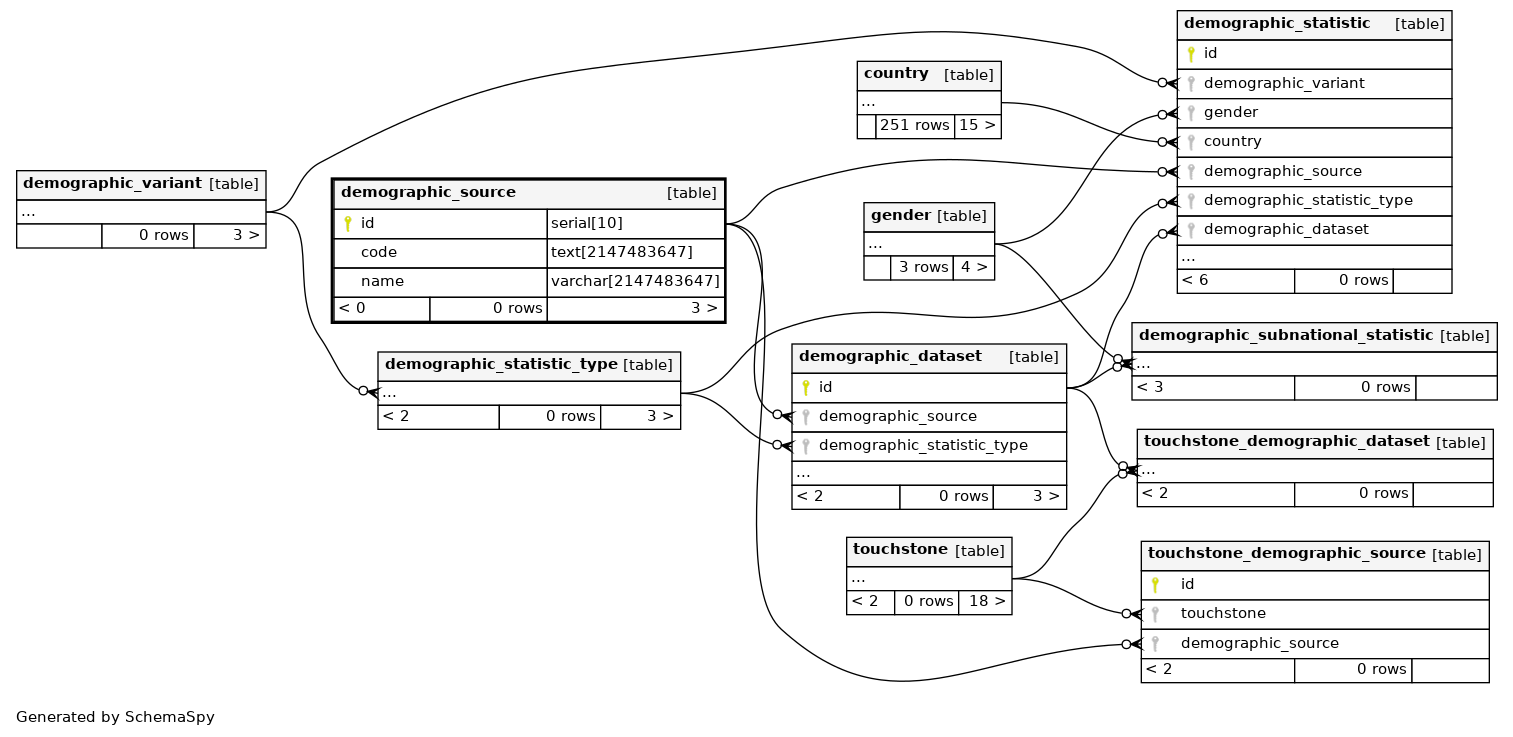 demographic_variant [table]
...
0 rows 3 >
demographic_source [table]
id serial[10]
code text[2147483647]
name varchar[2147483647]
< 0 0 rows 3 >
demographic_statistic_type [table]
...
< 2 0 rows 3 >
country [table]
...
251 rows 15 >
gender [table]
...
3 rows 4 >
demographic_dataset [table]
id
demographic_source
demographic_statistic_type
...
< 2 0 rows 3 >
touchstone [table]
...
< 2 0 rows 18 >
demographic_statistic [table]
id
demographic_variant
gender
country
demographic_source
demographic_statistic_type
demographic_dataset
...
< 6 0 rows
demographic_subnational_statistic [table]
...
< 3 0 rows
touchstone_demographic_dataset [table]
...
< 2 0 rows
touchstone_demographic_source [table]
id
touchstone
demographic_source
< 2 0 rows
Generated by SchemaSpy